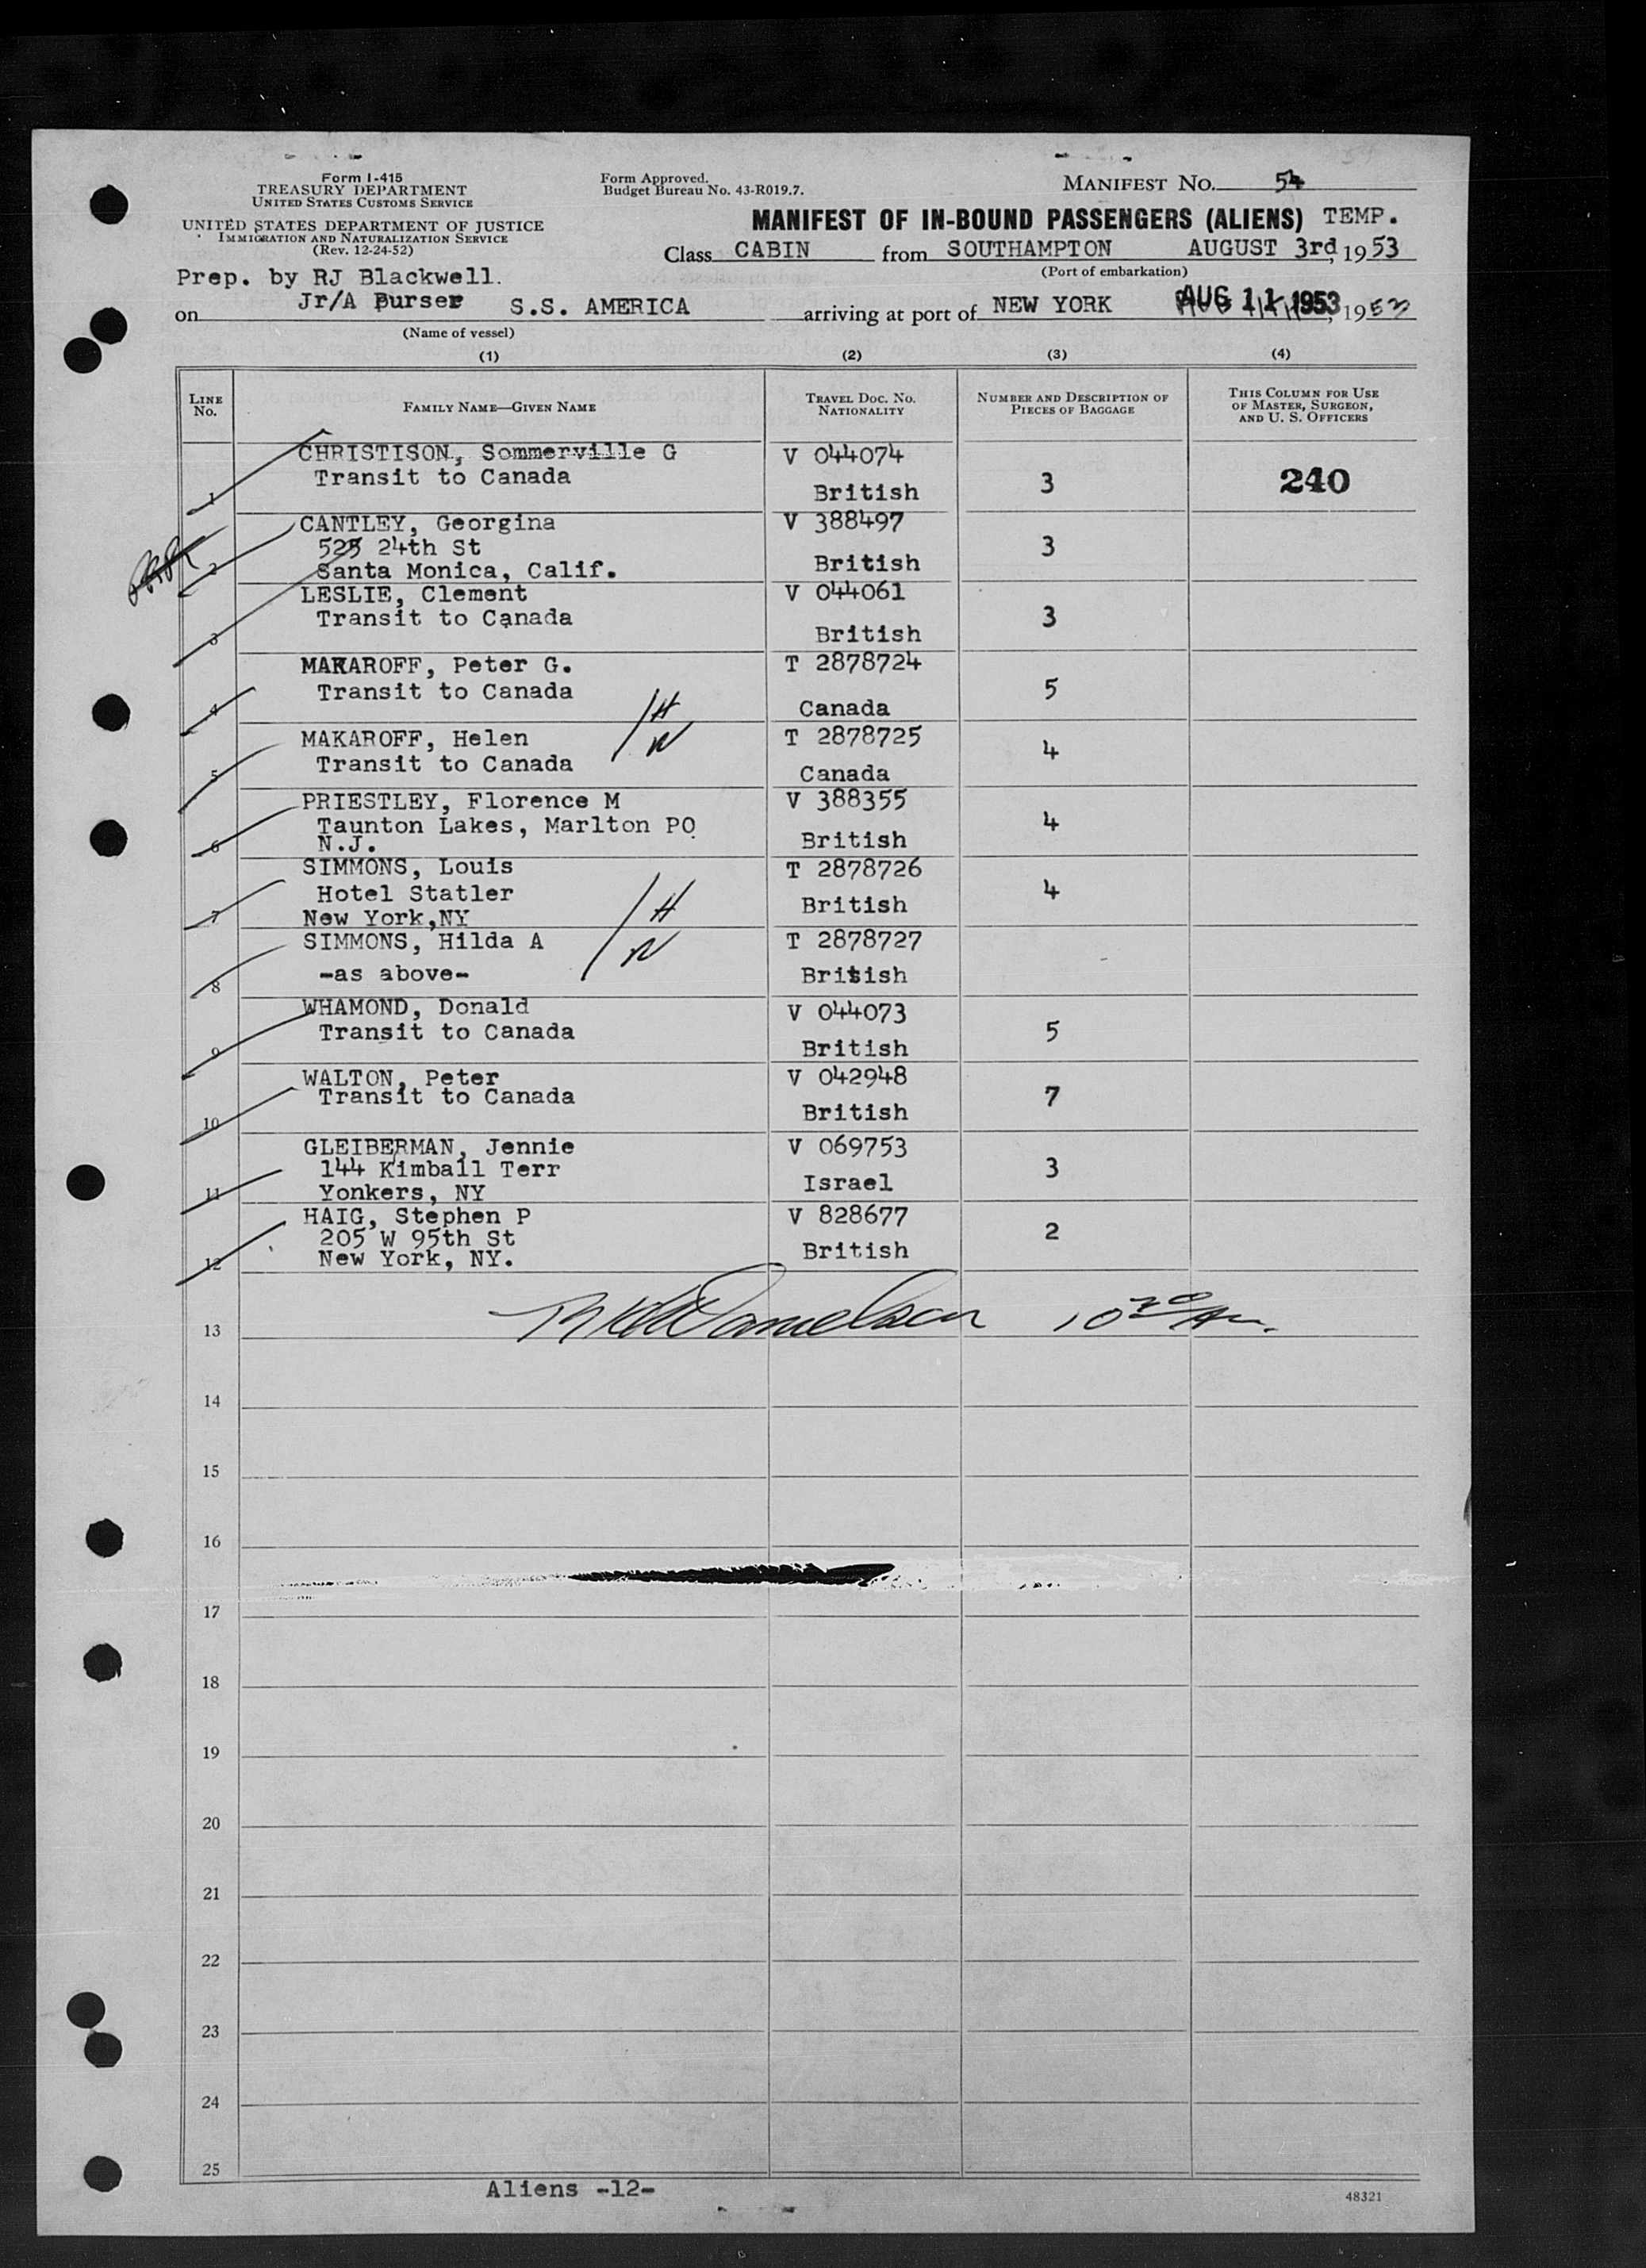 Form I-415
TREASURY DEPARTMENT
UNITED STATES CUSTOMS SERVICE
UNITED STATES DEPARTMENT OF JUSTICE
IMMIGRATION AND NATURALIZATION SERVICE
(Rev. 12-24-52)
Form Approved.
Budget Bureau No. 43-R019.7.
MANIFEST NO. 54
MANIFEST OF IN-BOUND PASSENGERS (ALIENS) TEMP.
Class CABIN from SOUTHAMPTON AUGUST 3rd, 1953
(Port of embarkation)
Prep. by RJ Blackwell.
Jr/A Purser
on S.S. AMERICA arriving at port of NEW YORK AUG 11 1953, 1953
(Name of vessel)
(1) (2) (3) (4)
LINE NO. FAMILY NAME—GIVEN NAME TRAVEL DOC. NO. NATIONALITY NUMBER AND DESCRIPTION OF PIECES OF BAGGAGE THIS COLUMN FOR USE OF MASTER, SURGEON, AND U. S. OFFICERS
CHRISTISON, Sommerville G V 044074
Transit to Canada
1 British 3 240
CANTLEY, Georgina V 388497
525 24th St 3
2 Santa Monica, Calif. British
LESLIE, Clement V 044061
Transit to Canada 3
3 British
MAKAROFF, Peter G. T 2878724
Transit to Canada 5
4 Canada H
MAKAROFF, Helen T 2878725
W
Transit to Canada 4
5 Canada
PRIESTLEY, Florence M V 388355
Taunton Lakes, Marlton PO 4
6 N.J. British
SIMMONS, Louis T 2878726
Hotel Statler 4
7 New York,NY British H
SIMMONS, Hilda A T 2878727
W
8 -as above- British
WHAMOND, Donald V 044073
Transit to Canada 5
9 British
WALTON, Peter V 042948
Transit to Canada 7
10 British
GLEIBERMAN, Jennie V 069753
144 Kimball Terr 3
11 Yonkers, NY Israel
HAIG, Stephen P V 828677
205 W 95th St 2
12 New York, NY. British
13 Danielson 10 20 Am.
14
15
16
17
18
19
20
21
22
23
24
25
Aliens -12-
48321